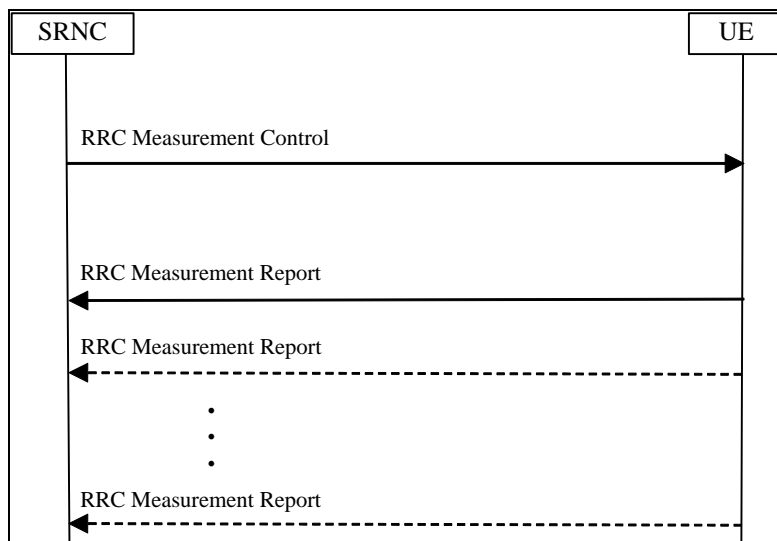 SRNC
UE
RRC Measurement Control
RRC Measurement Report
RRC Measurement Report
RRC Measurement Report